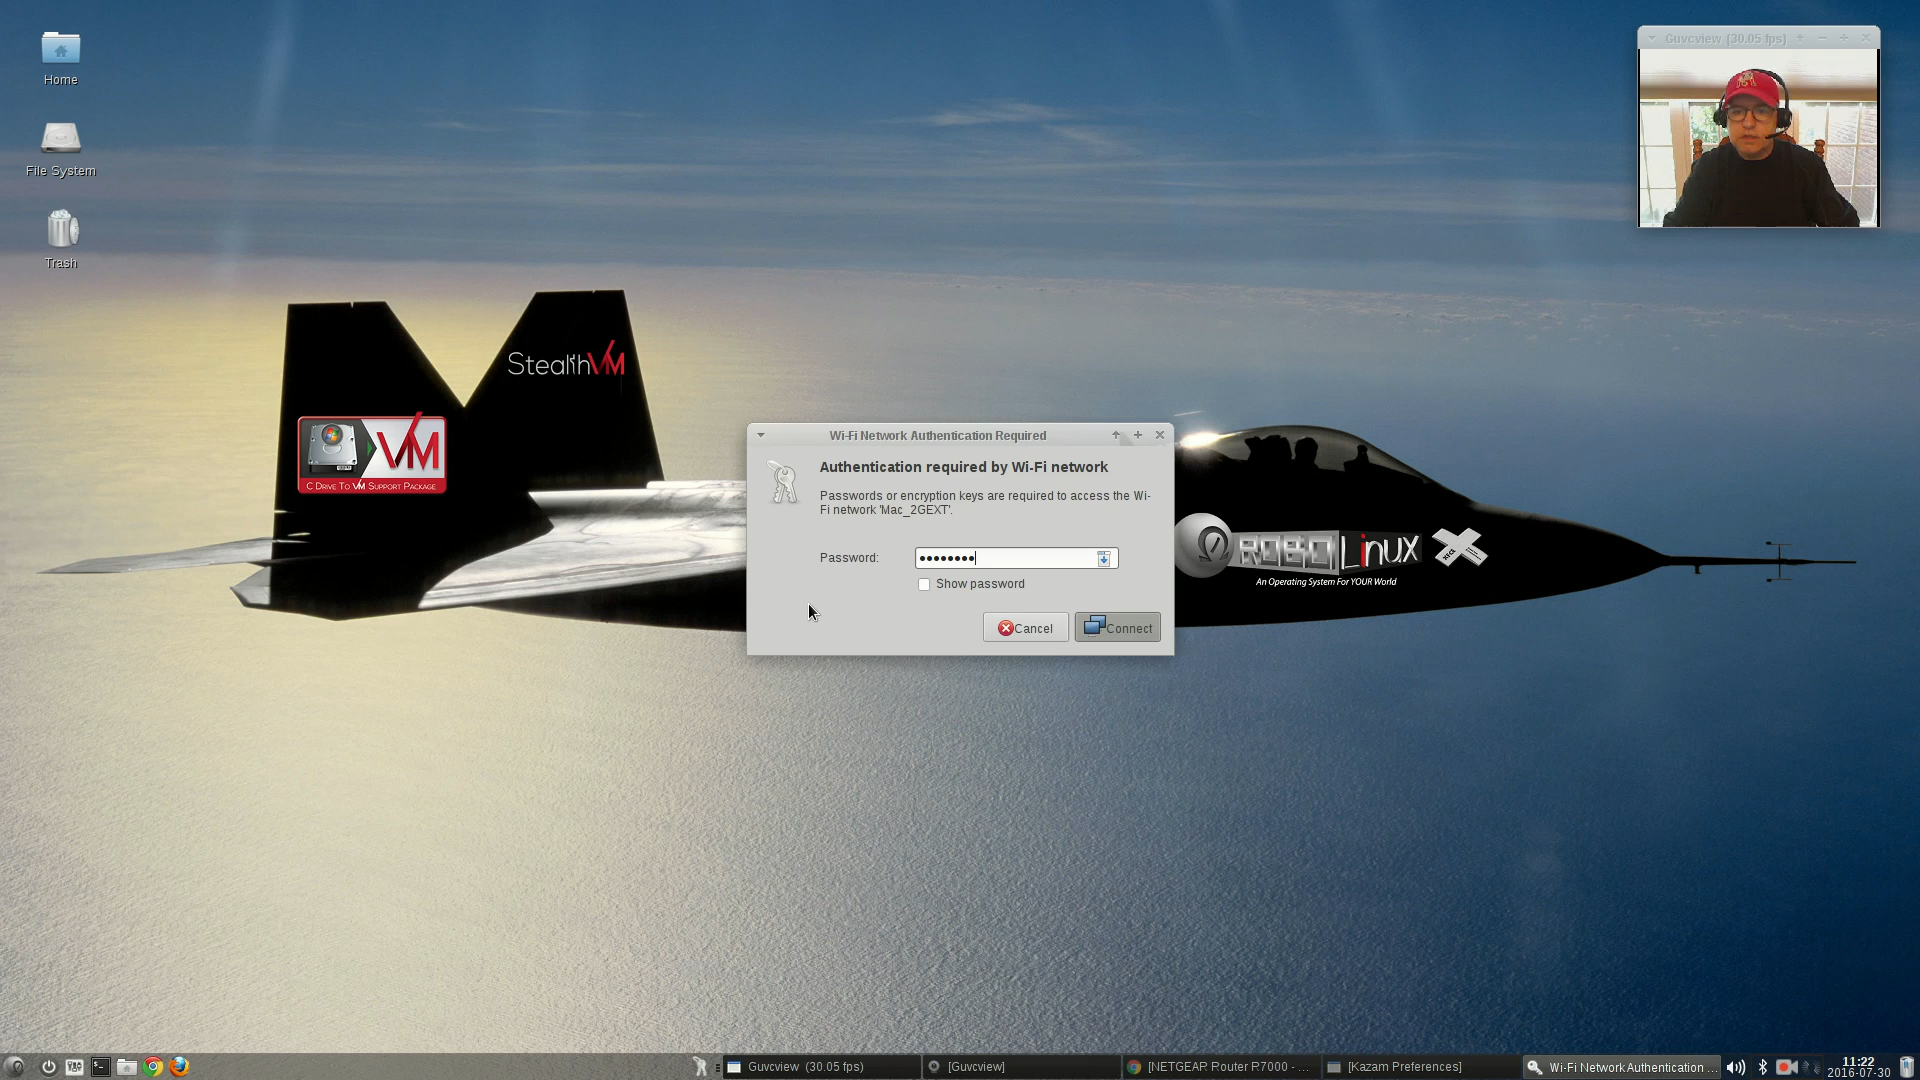 Home
File System
Trash
Guvcview (30.05 fps)
StealthVM
VM
C DRIVE TO VM SUPPORT PACKAGE
Wi-Fi Network Authentication Required
Authentication required by Wi-Fi network
Passwords or encryption keys are required to access the Wi-
Fi network 'Mac_2GEXT'.
Password: ••••••••
Show password
Cancel
Connect
ROBOLinux
XFCE
An Operating System For YOUR World
Guvcview (30.05 fps)
[Guvcview]
[NETGEAR Router R7000 - ...
[Kazam Preferences]
Wi-Fi Network Authentication ...
11:22
2016-07-30